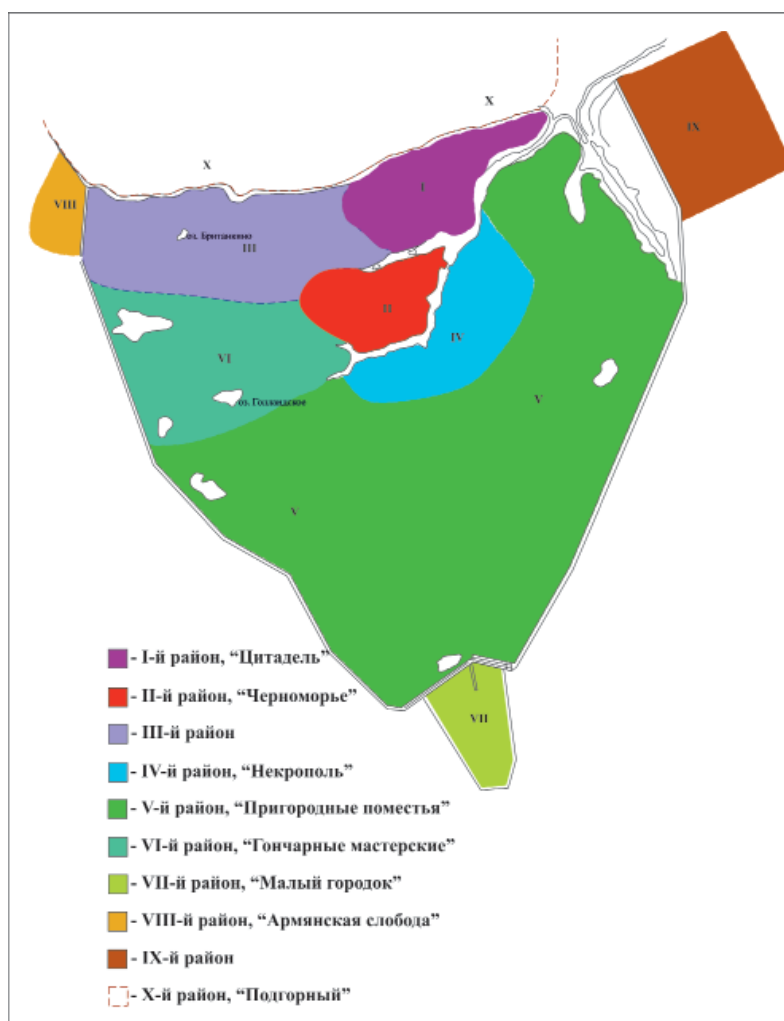 X
IX
X
I
VIII
оз. Британкино
III
II
IV
VI
оз. Голландское
V
V
VII
- I-й район, “Цитадель”
- II-й район, “Черноморье”
- III-й район
- IV-й район, “Некрополь”
- V-й район, “Пригородные поместья”
- VI-й район, “Гончарные мастерские”
- VII-й район, “Малый городок”
- VIII-й район, “Армянская слобода”
- IX-й район
- X-й район, “Подгорный”